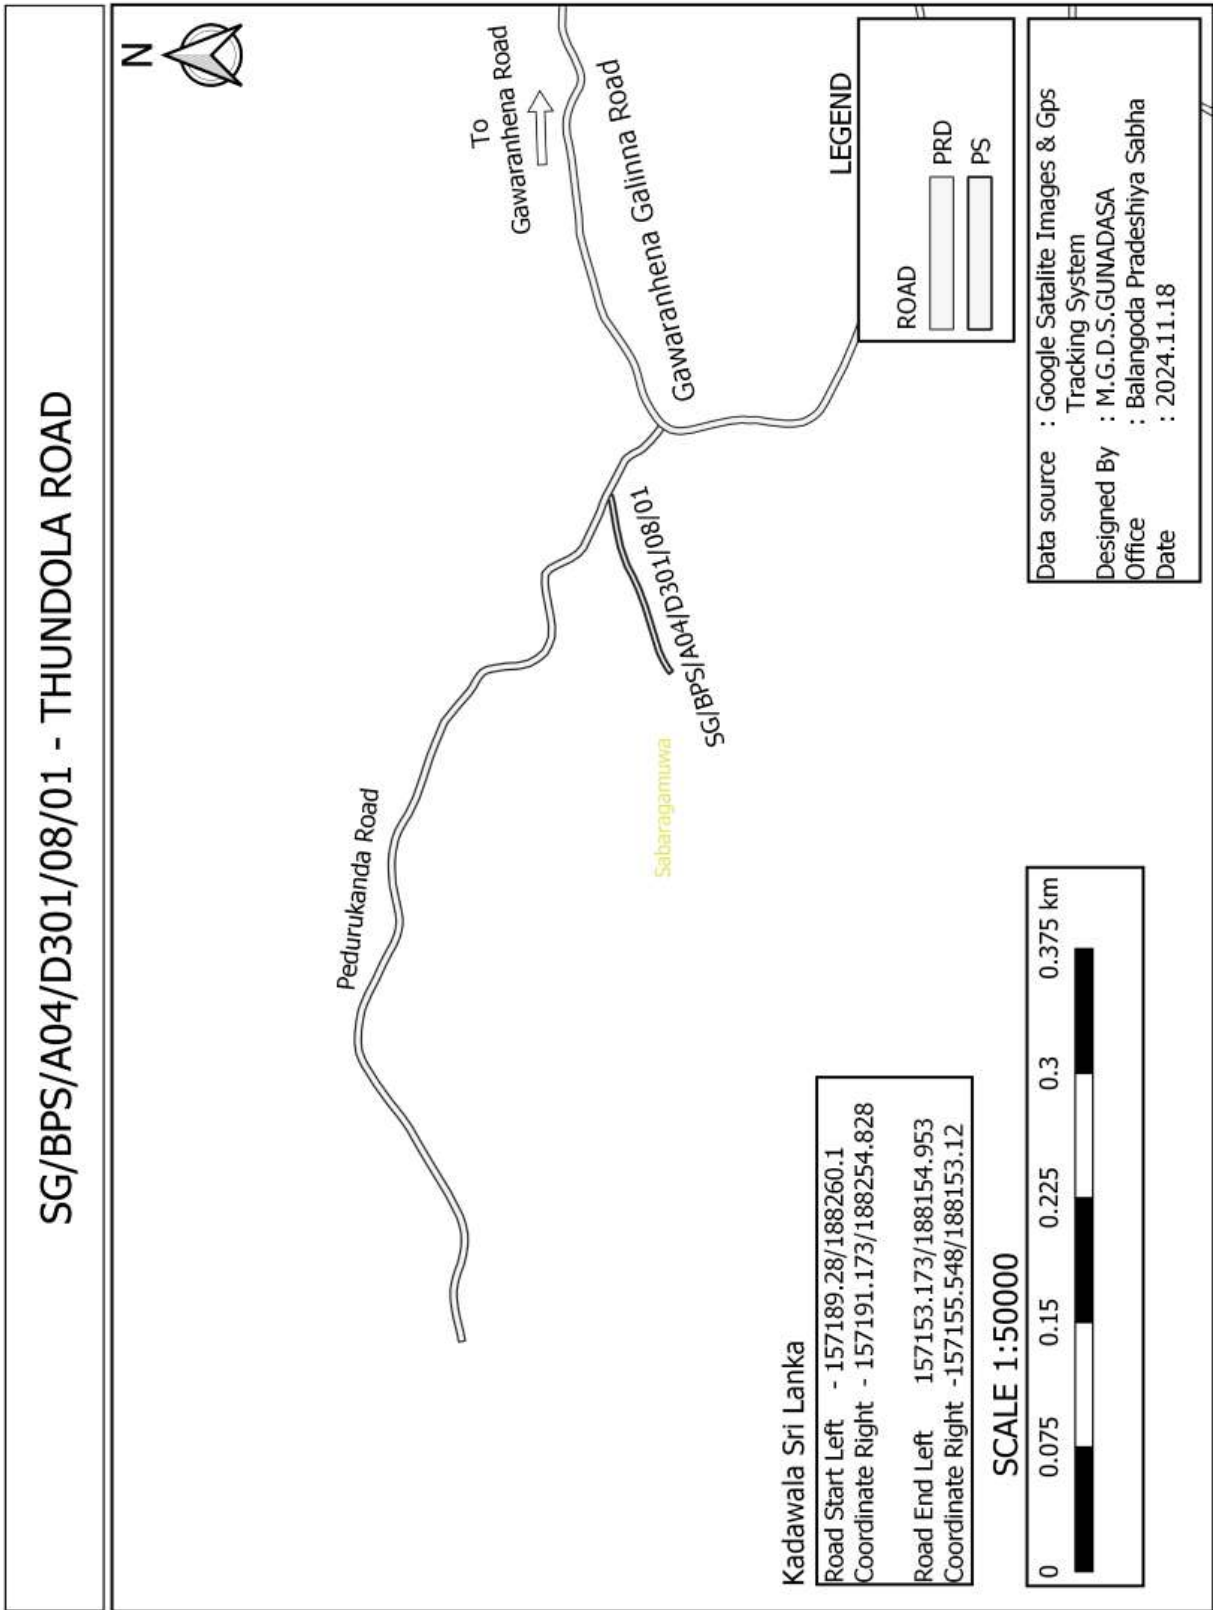 SG/BPS/A04/D301/08/01 - THUNDOLA ROAD
N
To
Gawaranhena Road
Gawaranhena Galinna Road
Pedurukanda Road
SG/BPS/A04/D301/08/01
Sabaragamuwa
LEGEND
ROAD
PRD
PS
Kadawala Sri Lanka
Road Start Left - 157189.28/188260.1
Coordinate Right - 157191.173/188254.828
Road End Left 157153.173/188154.953
Coordinate Right -157155.548/188153.12
SCALE 1:50000
0 0.075 0.15 0.225 0.3 0.375 km
Data source : Google Satalite Images & Gps
Tracking System
Designed By : M.G.D.S.GUNADASA
Office : Balangoda Pradeshiya Sabha
Date : 2024.11.18